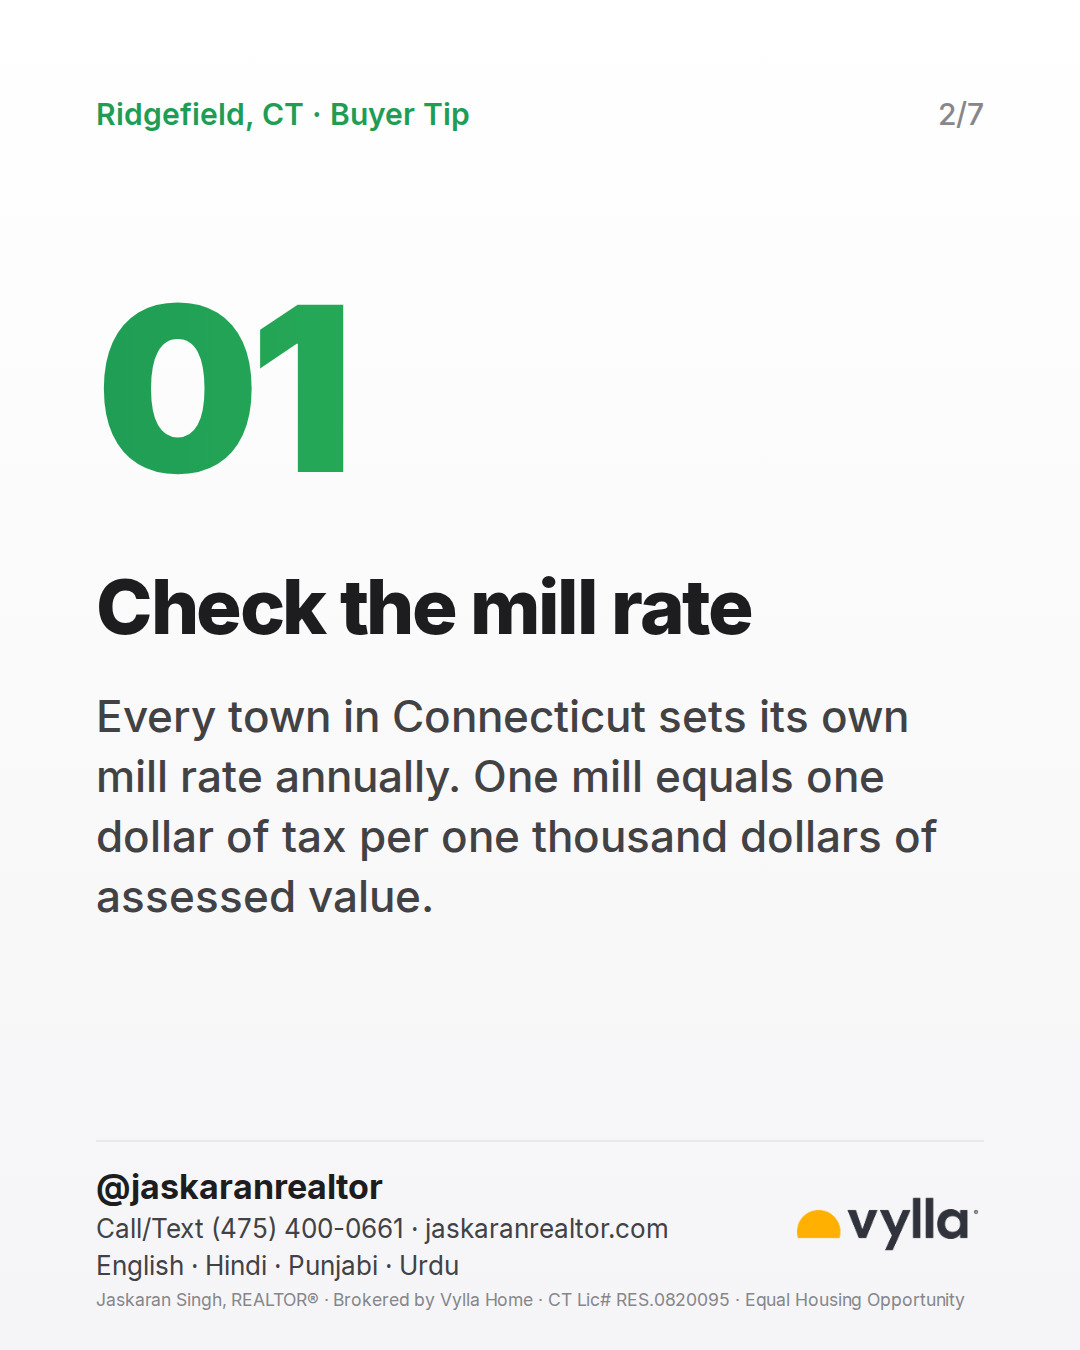 Ridgefield, CT · Buyer Tip
2/7
01
Check the mill rate
Every town in Connecticut sets its own
mill rate annually. One mill equals one
dollar of tax per one thousand dollars of
assessed value.
@jaskaranrealtor
Call/Text (475) 400-0661 · jaskaranrealtor.com
English · Hindi · Punjabi · Urdu
Jaskaran Singh, REALTOR® · Brokered by Vylla Home · CT Lic# RES.0820095 · Equal Housing Opportunity
vylla